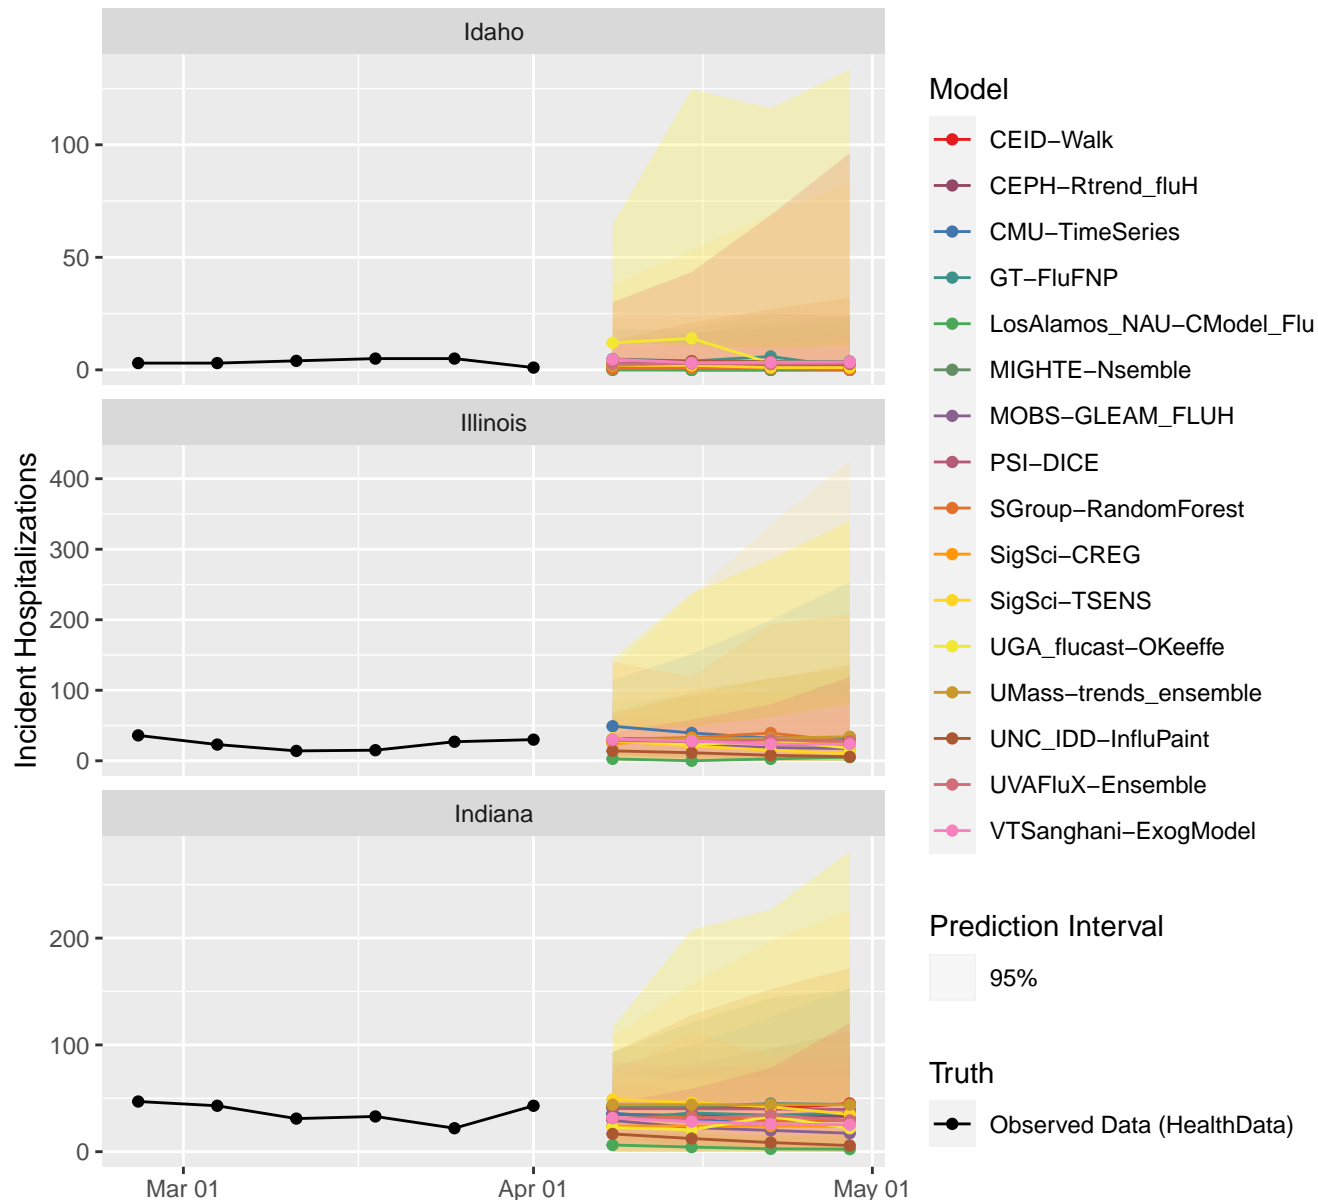 Idaho
100
50
0
Illinois
400
300
200
100
0
Indiana
200
100
0
Mar 01
Apr 01
May 01
Incident Hospitalizations
Model
CEID−Walk
CEPH−Rtrend_fluH
CMU−TimeSeries
GT−FluFNP
LosAlamos_NAU−CModel_Flu
MIGHTE−Nsemble
MOBS−GLEAM_FLUH
PSI−DICE
SGroup−RandomForest
SigSci−CREG
SigSci−TSENS
UGA_flucast−OKeeffe
UMass−trends_ensemble
UNC_IDD−InfluPaint
UVAFluX−Ensemble
VTSanghani−ExogModel
Prediction Interval
95%
Truth
Observed Data (HealthData)